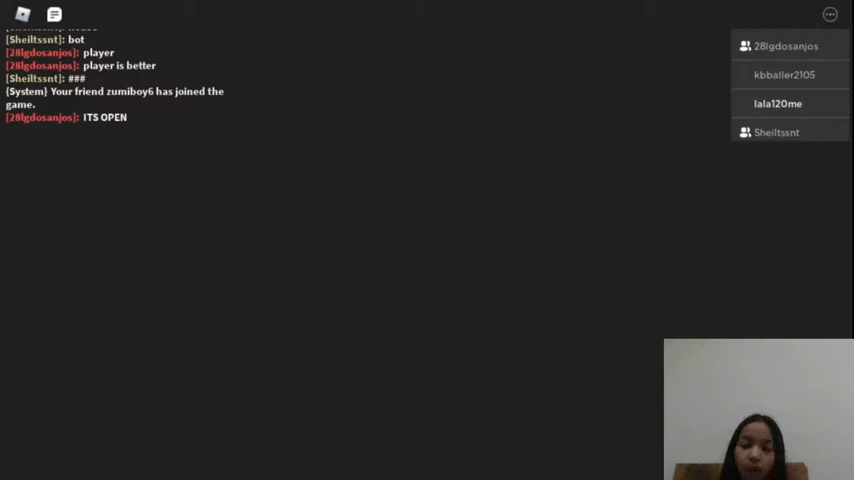 [Sheiltssnt]: bot
[28lgdosanjos]: player
[28lgdosanjos]: player is better
[Sheiltssnt]: ###
{System} Your friend zumiboy6 has joined the
game.
[28lgdosanjos]: ITS OPEN
28lgdosanjos
kbballer2105
lala120me
Sheiltssnt